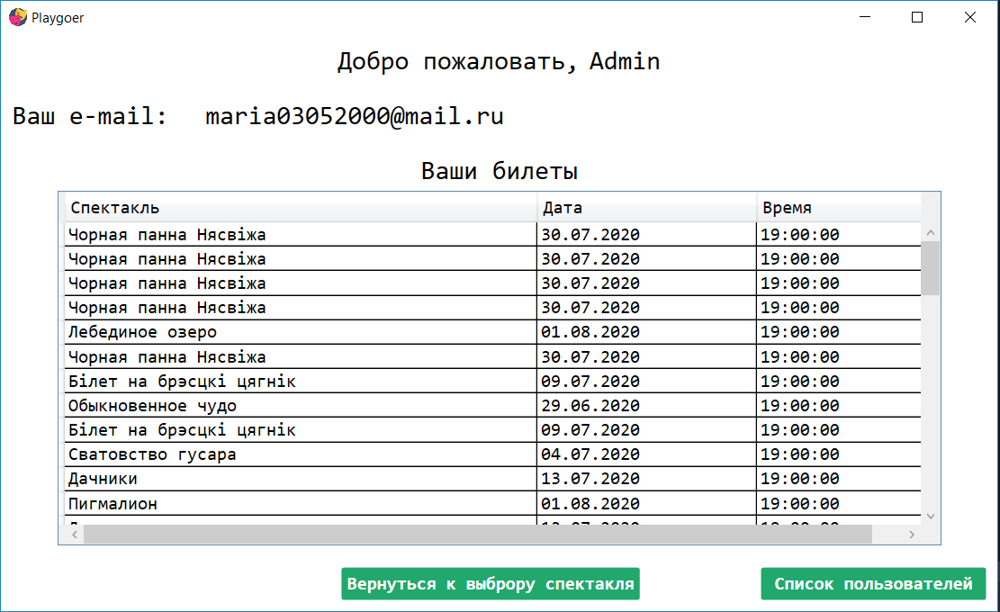 Playgoer
Добро пожаловать, Admin
Ваш e-mail: maria03052000@mail.ru
Ваши билеты
Спектакль Дата Время
Чорная панна Нясвіжа 30.07.2020 19:00:00
Чорная панна Нясвіжа 30.07.2020 19:00:00
Чорная панна Нясвіжа 30.07.2020 19:00:00
Чорная панна Нясвіжа 30.07.2020 19:00:00
Лебединое озеро 01.08.2020 19:00:00
Чорная панна Нясвіжа 30.07.2020 19:00:00
Білет на брэсцкі цягнік 09.07.2020 19:00:00
Обыкновенное чудо 29.06.2020 19:00:00
Білет на брэсцкі цягнік 09.07.2020 19:00:00
Сватовство гусара 04.07.2020 19:00:00
Дачники 13.07.2020 19:00:00
Пигмалион 01.08.2020 19:00:00
Вернуться к выброру спектакля Список пользователей